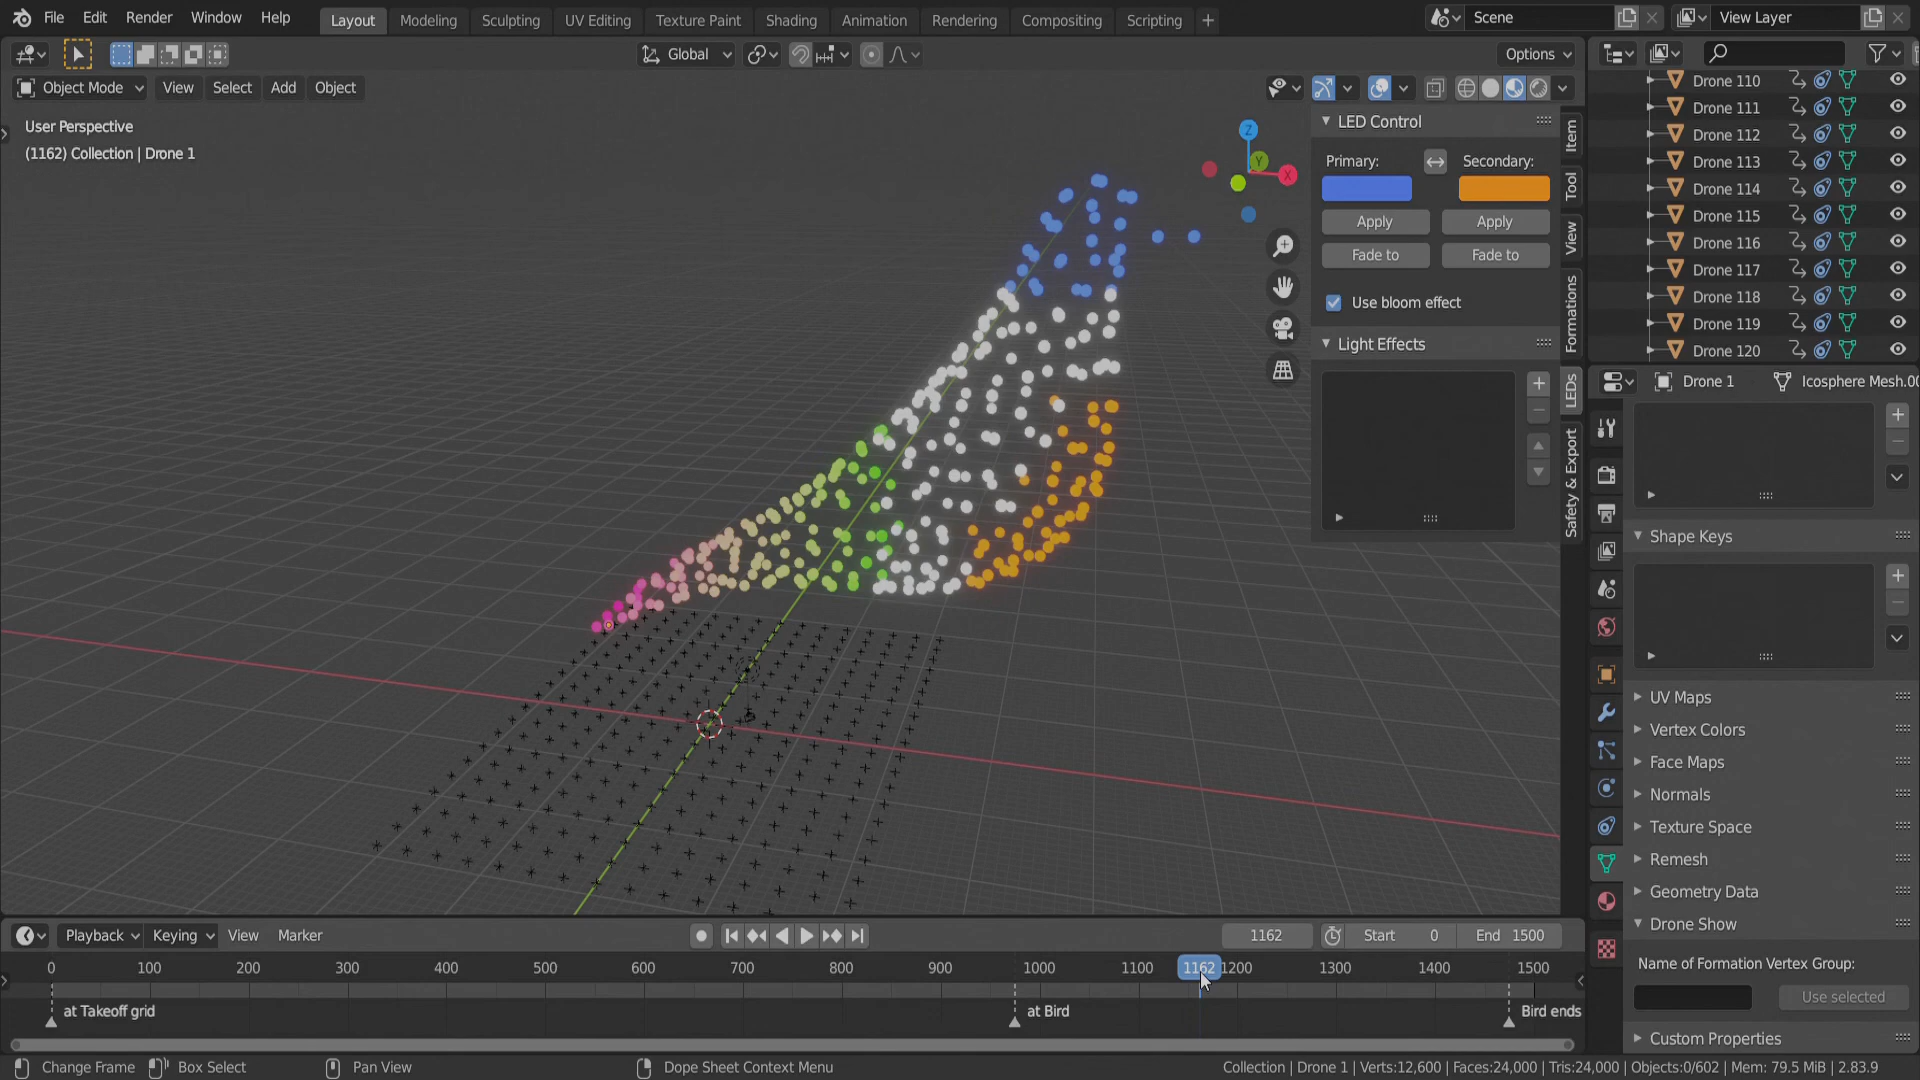 File Edit Render Window Help Layout Modeling Sculpting UV Editing Texture Paint Shading Animation Rendering Compositing Scripting + Scene View Layer
Global Options
Object Mode View Select Add Object
User Perspective
(1162) Collection | Drone 1
Z
Y
X
LED Control
Primary: Secondary:
Apply Apply
Fade to Fade to
Use bloom effect
Light Effects
Item
Tool
View
Formations
LEDs
Safety & Export
Drone 110
Drone 111
Drone 112
Drone 113
Drone 114
Drone 115
Drone 116
Drone 117
Drone 118
Drone 119
Drone 120
Drone 1 Icosphere Mesh.00
Shape Keys
UV Maps
Vertex Colors
Face Maps
Normals
Texture Space
Remesh
Geometry Data
Drone Show
Name of Formation Vertex Group:
Use selected
Custom Properties
Playback Keying View Marker 1162 Start 0 End 1500
0 100 200 300 400 500 600 700 800 900 1000 1100 1162 1200 1300 1400 1500
at Takeoff grid at Bird Bird ends
Change Frame Box Select Pan View Dope Sheet Context Menu Collection | Drone 1 | Verts:12,600 | Faces:24,000 | Tris:24,000 | Objects:0/602 | Mem: 79.5 MiB | 2.83.9